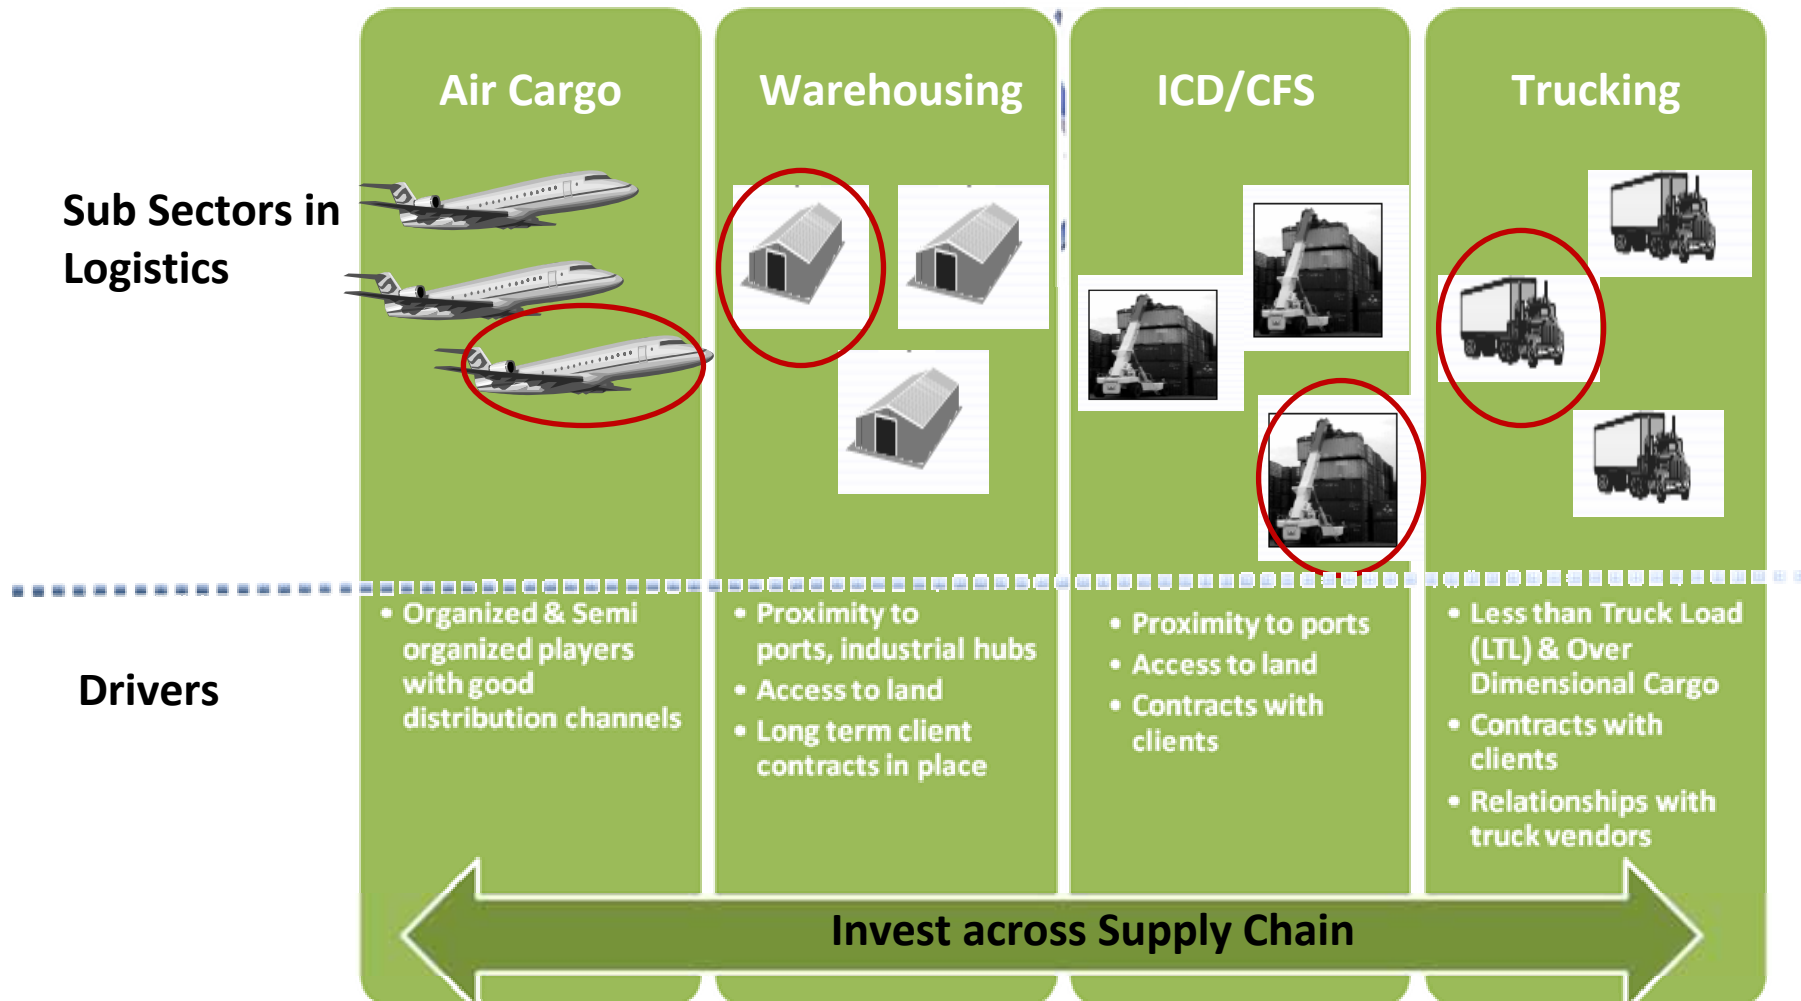 Air Cargo
Warehousing
ICD/CFS
Trucking
Sub Sectors in
Logistics
Drivers
• Organized & Semi
organized players
with good
distribution channels
• Proximity to
ports, industrial hubs
• Access to land
• Long term client
contracts in place
• Proximity to ports
• Access to land
• Contracts with
clients
• Less than Truck Load
(LTL) & Over
Dimensional Cargo
• Contracts with
clients
• Relationships with
truck vendors
Invest across Supply Chain